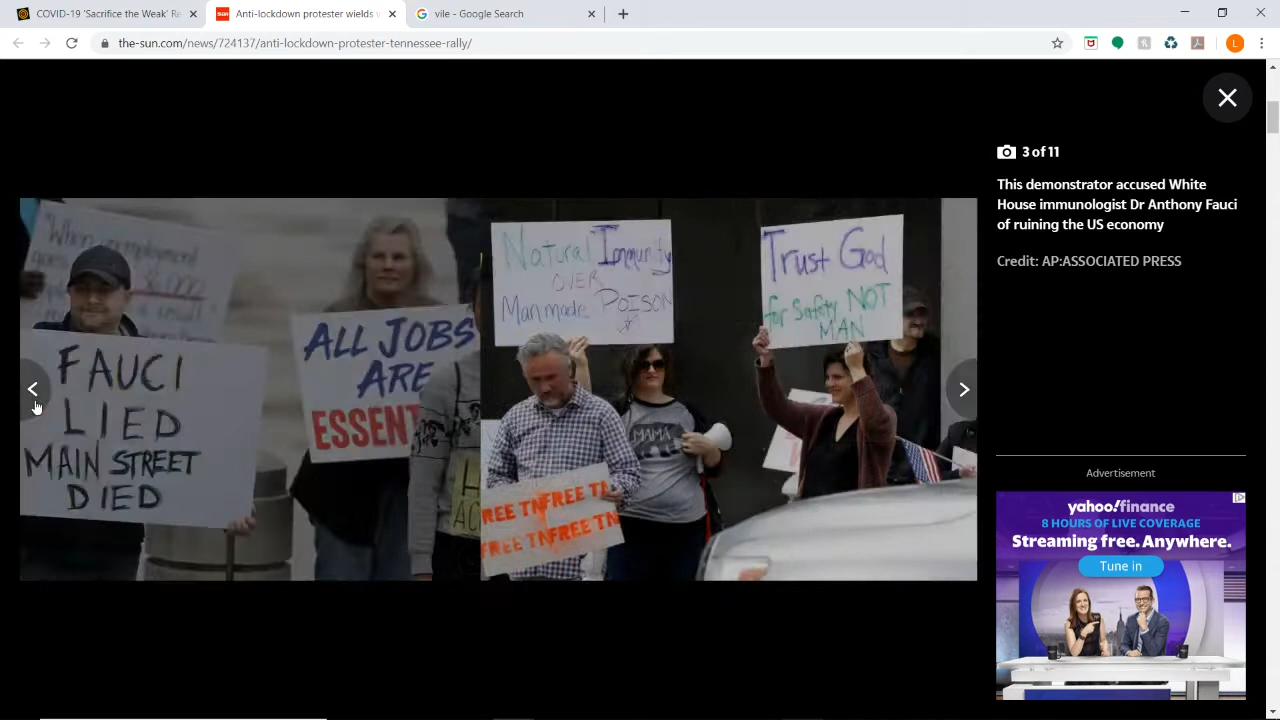 COVID-19 'Sacrifice the Weak' Re
Anti-lockdown protester wields v
vile - Google Search
the-sun.com/news/724137/anti-lockdown-protester-tennessee-rally/
L
3 of 11
This demonstrator accused White
House immunologist Dr Anthony Fauci
of ruining the US economy
Credit: AP:ASSOCIATED PRESS
"When
FAUCI
LIED
MAIN STREET
DIED
ALL JOBS
ARE
ESSENT
Natural Immunity
OVER
Manmade POISON
Trust God
for Safety NOT
MAN
MAMA
FREE TN FREE TN
FREE TN FREE TN
Advertisement
yahoo!finance
8 HOURS OF LIVE COVERAGE
Streaming free. Anywhere.
Tune in